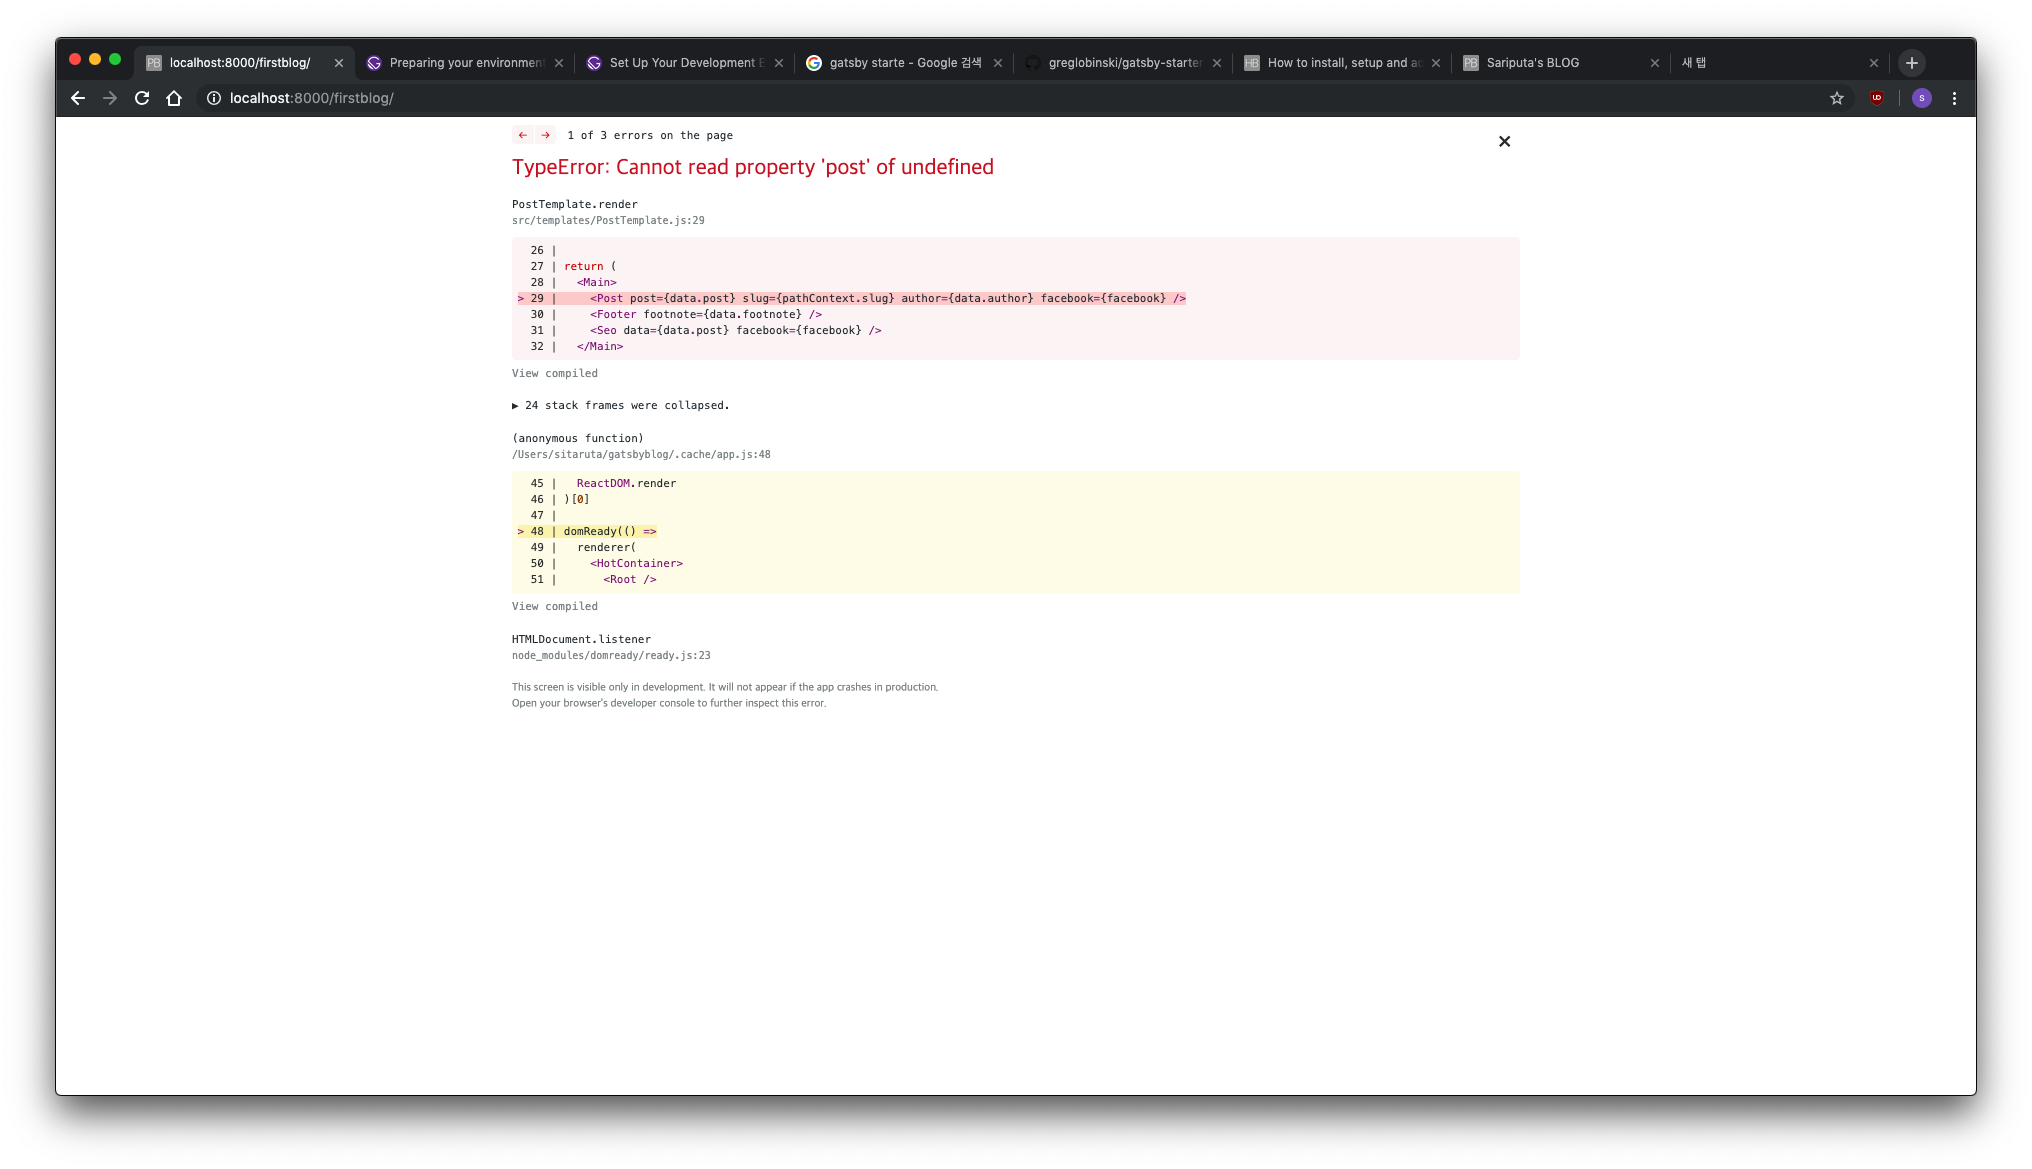 PB localhost:8000/firstblog/
Preparing your environment
Set Up Your Development E
gatsby starte - Google 검색
greglobinski/gatsby-starter
HB How to install, setup and ac
PB Sariputa's BLOG
새 탭
localhost:8000/firstblog/
S
← → 1 of 3 errors on the page
TypeError: Cannot read property 'post' of undefined
PostTemplate.render
src/templates/PostTemplate.js:29
26 |
27 | return (
28 |   <Main>
> 29 |     <Post post={data.post} slug={pathContext.slug} author={data.author} facebook={facebook} />
30 |     <Footer footnote={data.footnote} />
31 |     <Seo data={data.post} facebook={facebook} />
32 |   </Main>
View compiled
▶ 24 stack frames were collapsed.
(anonymous function)
/Users/sitaruta/gatsbyblog/.cache/app.js:48
45 |   ReactDOM.render
46 | )[0]
47 |
> 48 | domReady(() =>
49 |   renderer(
50 |     <HotContainer>
51 |       <Root />
View compiled
HTMLDocument.listener
node_modules/domready/ready.js:23
This screen is visible only in development. It will not appear if the app crashes in production.
Open your browser's developer console to further inspect this error.